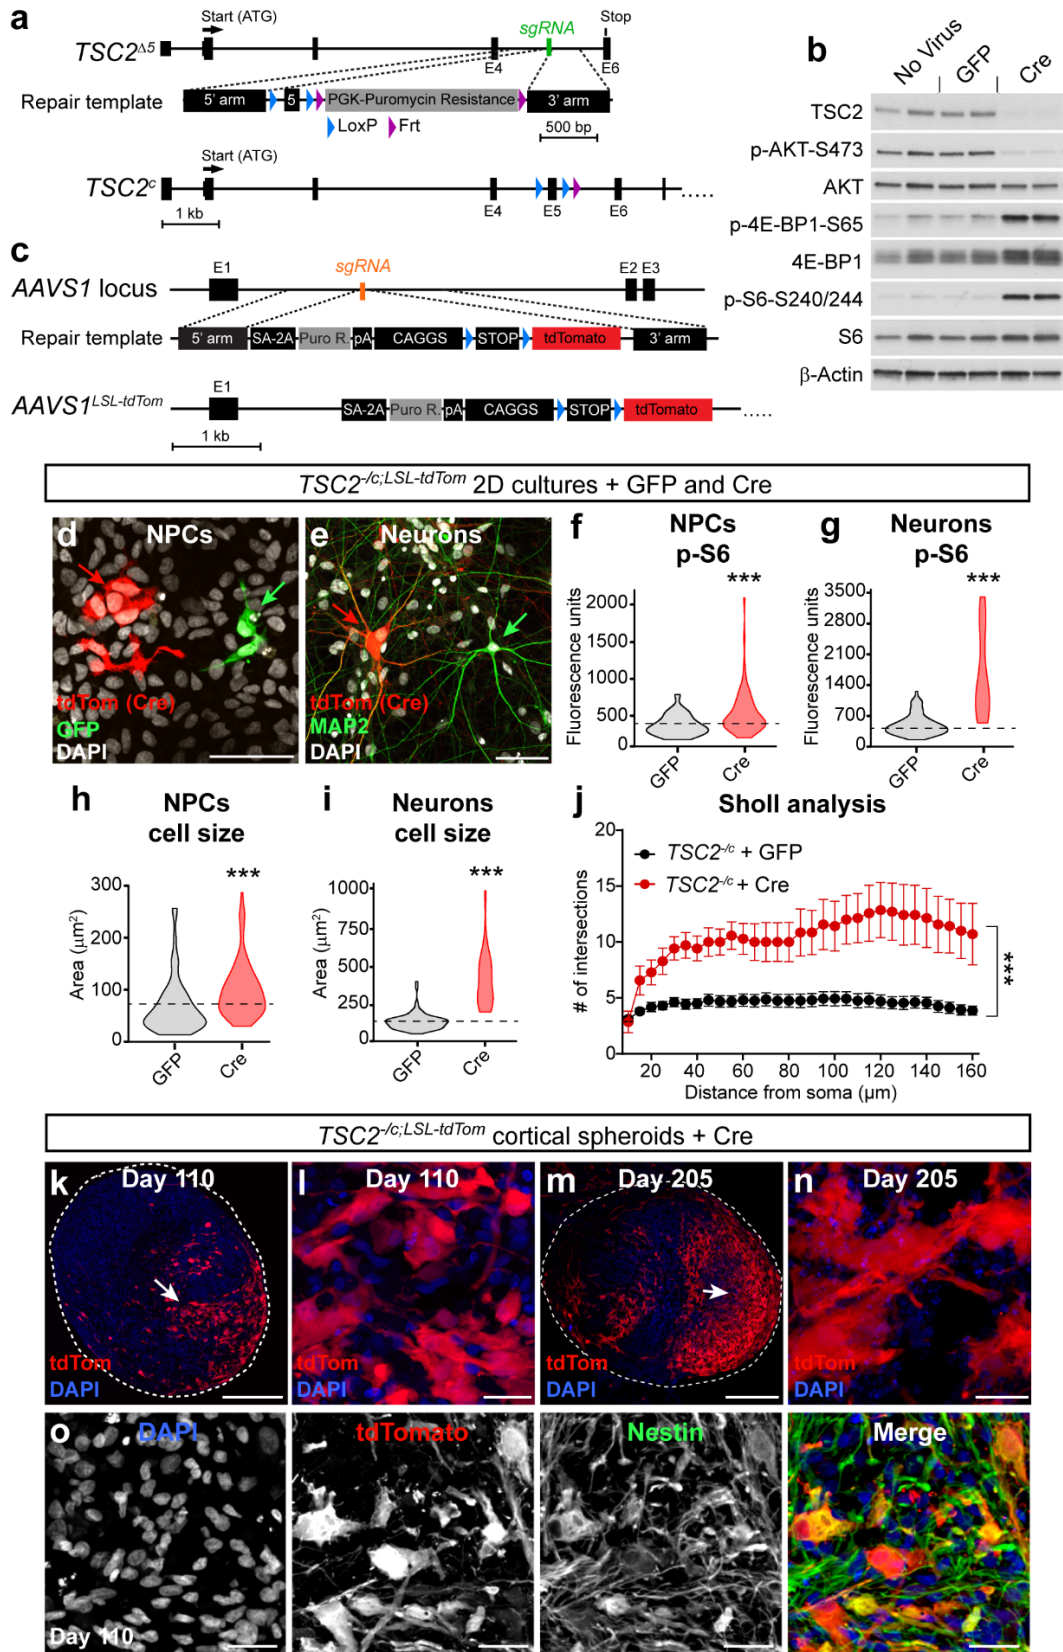 a
Start (ATG)
sgRNA
Stop
TSC2Δ5
E4
E6
Repair template
5' arm
5
PGK-Puromycin Resistance
3' arm
LoxP
Frt
500 bp
Start (ATG)
TSC2c
E4
E5
E6
.....
1 kb
b
No Virus
GFP
Cre
TSC2
p-AKT-S473
AKT
p-4E-BP1-S65
4E-BP1
p-S6-S240/244
S6
β-Actin
c
E1
sgRNA
E2 E3
AAVS1 locus
Repair template
5' arm
SA-2A
Puro R.
pA
CAGGS
STOP
tdTomato
3' arm
E1
AAVS1LSL-tdTom
SA-2A
Puro R.
pA
CAGGS
STOP
tdTomato
.....
1 kb
TSC2-/c;LSL-tdTom 2D cultures + GFP and Cre
d
NPCs
tdTom (Cre)
GFP
DAPI
e
Neurons
tdTom (Cre)
MAP2
DAPI
f
NPCs
p-S6
***
Fluorescence units
2000
1500
1000
500
0
GFP
Cre
g
Neurons
p-S6
***
Fluorescence units
3500
2800
2100
1400
700
0
GFP
Cre
h
NPCs
cell size
***
Area (µm2)
300
200
100
0
GFP
Cre
i
Neurons
cell size
***
Area (µm2)
1000
750
500
250
0
GFP
Cre
j
Sholl analysis
TSC2-/c + GFP
TSC2-/c + Cre
# of intersections
20
15
10
5
0
20 40 60 80 100 120 140 160
Distance from soma (µm)
***
TSC2-/c;LSL-tdTom cortical spheroids + Cre
k
Day 110
tdTom
DAPI
l
Day 110
tdTom
DAPI
m
Day 205
tdTom
DAPI
n
Day 205
tdTom
DAPI
o
DAPI
Day 110
tdTomato
Nestin
Merge